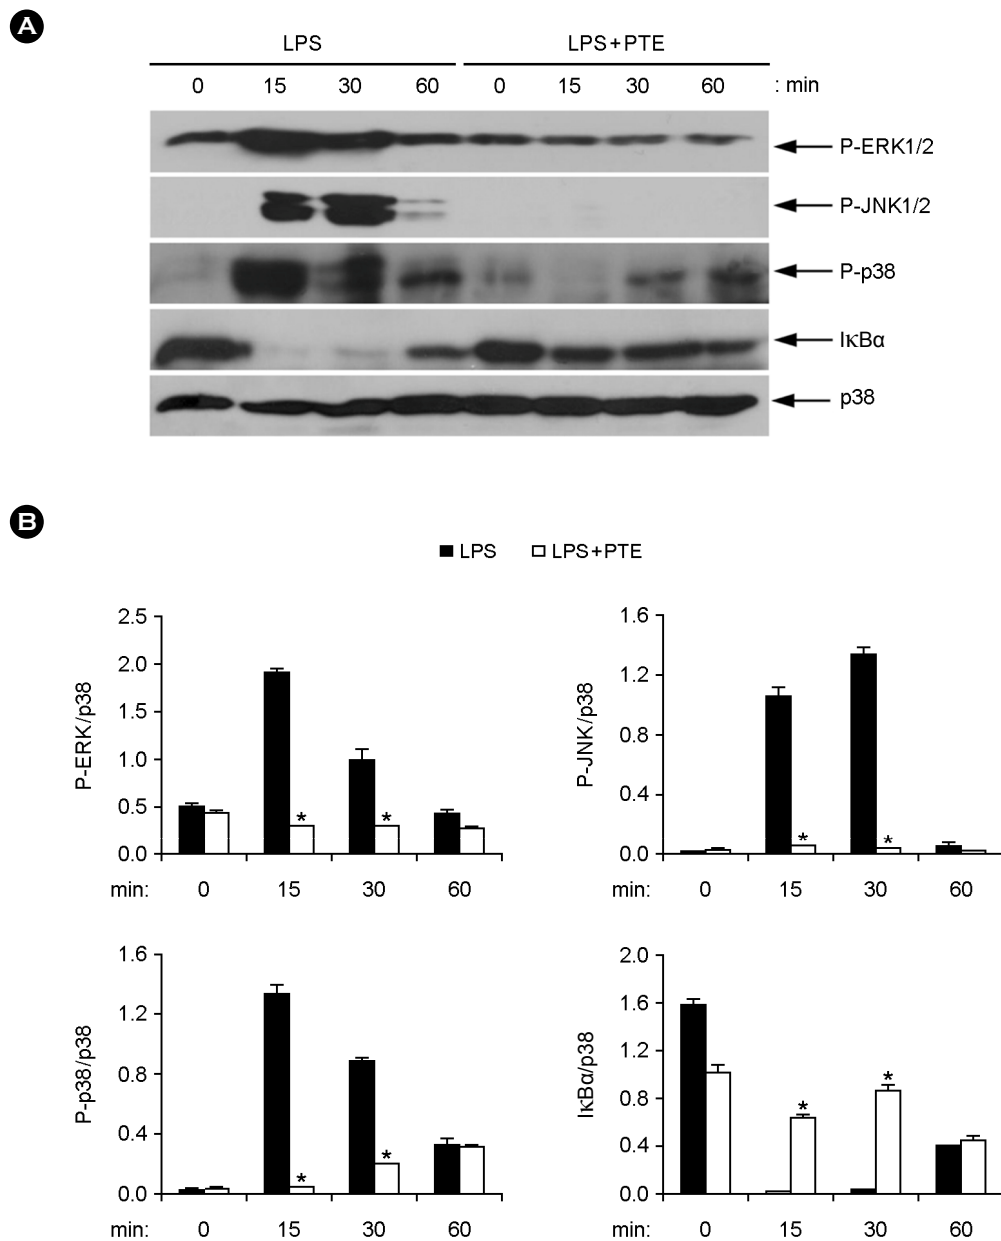 A
LPS LPS+PTE
0 15 30 60 0 15 30 60 : min
P-ERK1/2
P-JNK1/2
P-p38
IκBα
p38
B
LPS LPS+PTE
P-ERK/p38
2.5
2.0
1.5
1.0
0.5
0.0
* *
min: 0 15 30 60
P-JNK/p38
1.6
1.2
0.8
0.4
0.0
* *
min: 0 15 30 60
P-p38/p38
1.6
1.2
0.8
0.4
0.0
* *
min: 0 15 30 60
IκBα/p38
2.0
1.6
1.2
0.8
0.4
0.0
* *
min: 0 15 30 60